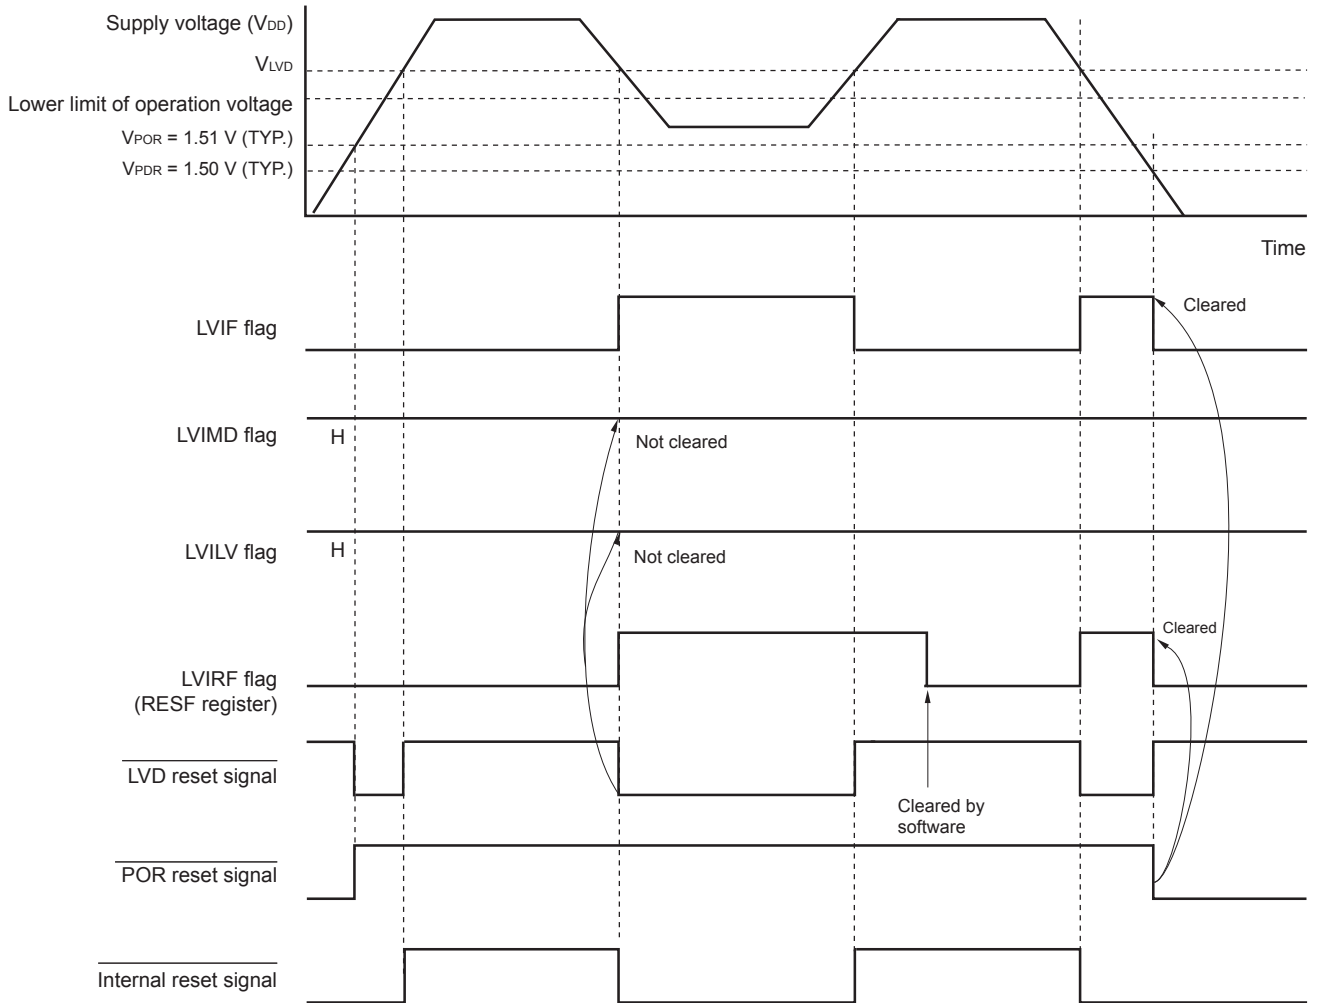 Supply voltage (VDD)
VLVD
Lower limit of operation voltage
VPOR = 1.51 V (TYP.)
VPDR = 1.50 V (TYP.)
Time
LVIF flag
Cleared
LVIMD flag
H
Not cleared
LVILV flag
H
Not cleared
LVIRF flag
(RESF register)
Cleared
LVD reset signal
Cleared by
software
POR reset signal
Internal reset signal